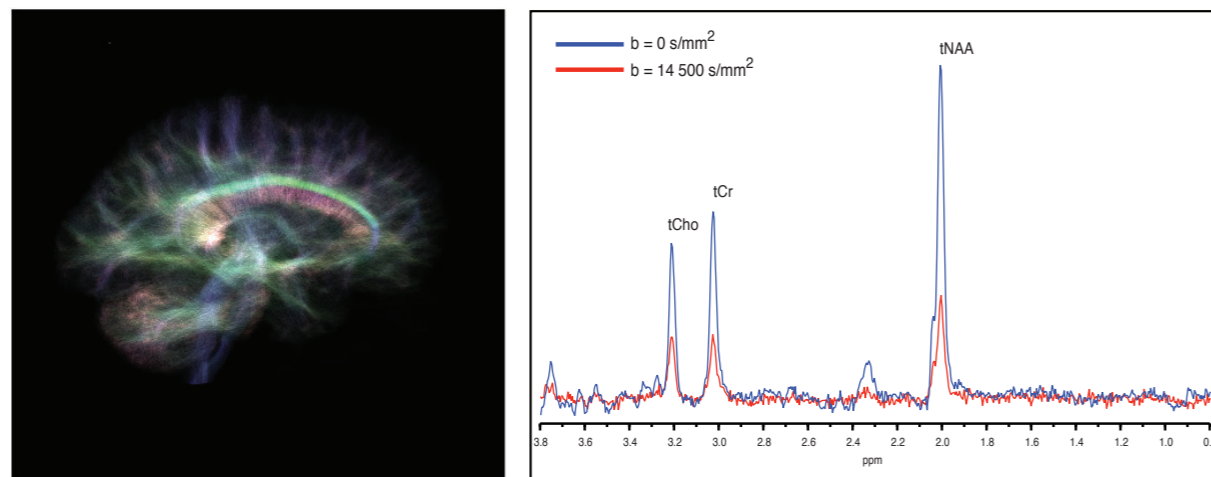 b = 0 s/mm²
b = 14 500 s/mm²
tNAA
tCr
tCho
3.8 3.6 3.4 3.2 3.0 2.8 2.6 2.4 2.2 2.0 1.8 1.6 1.4 1.2 1.0 0.
ppm